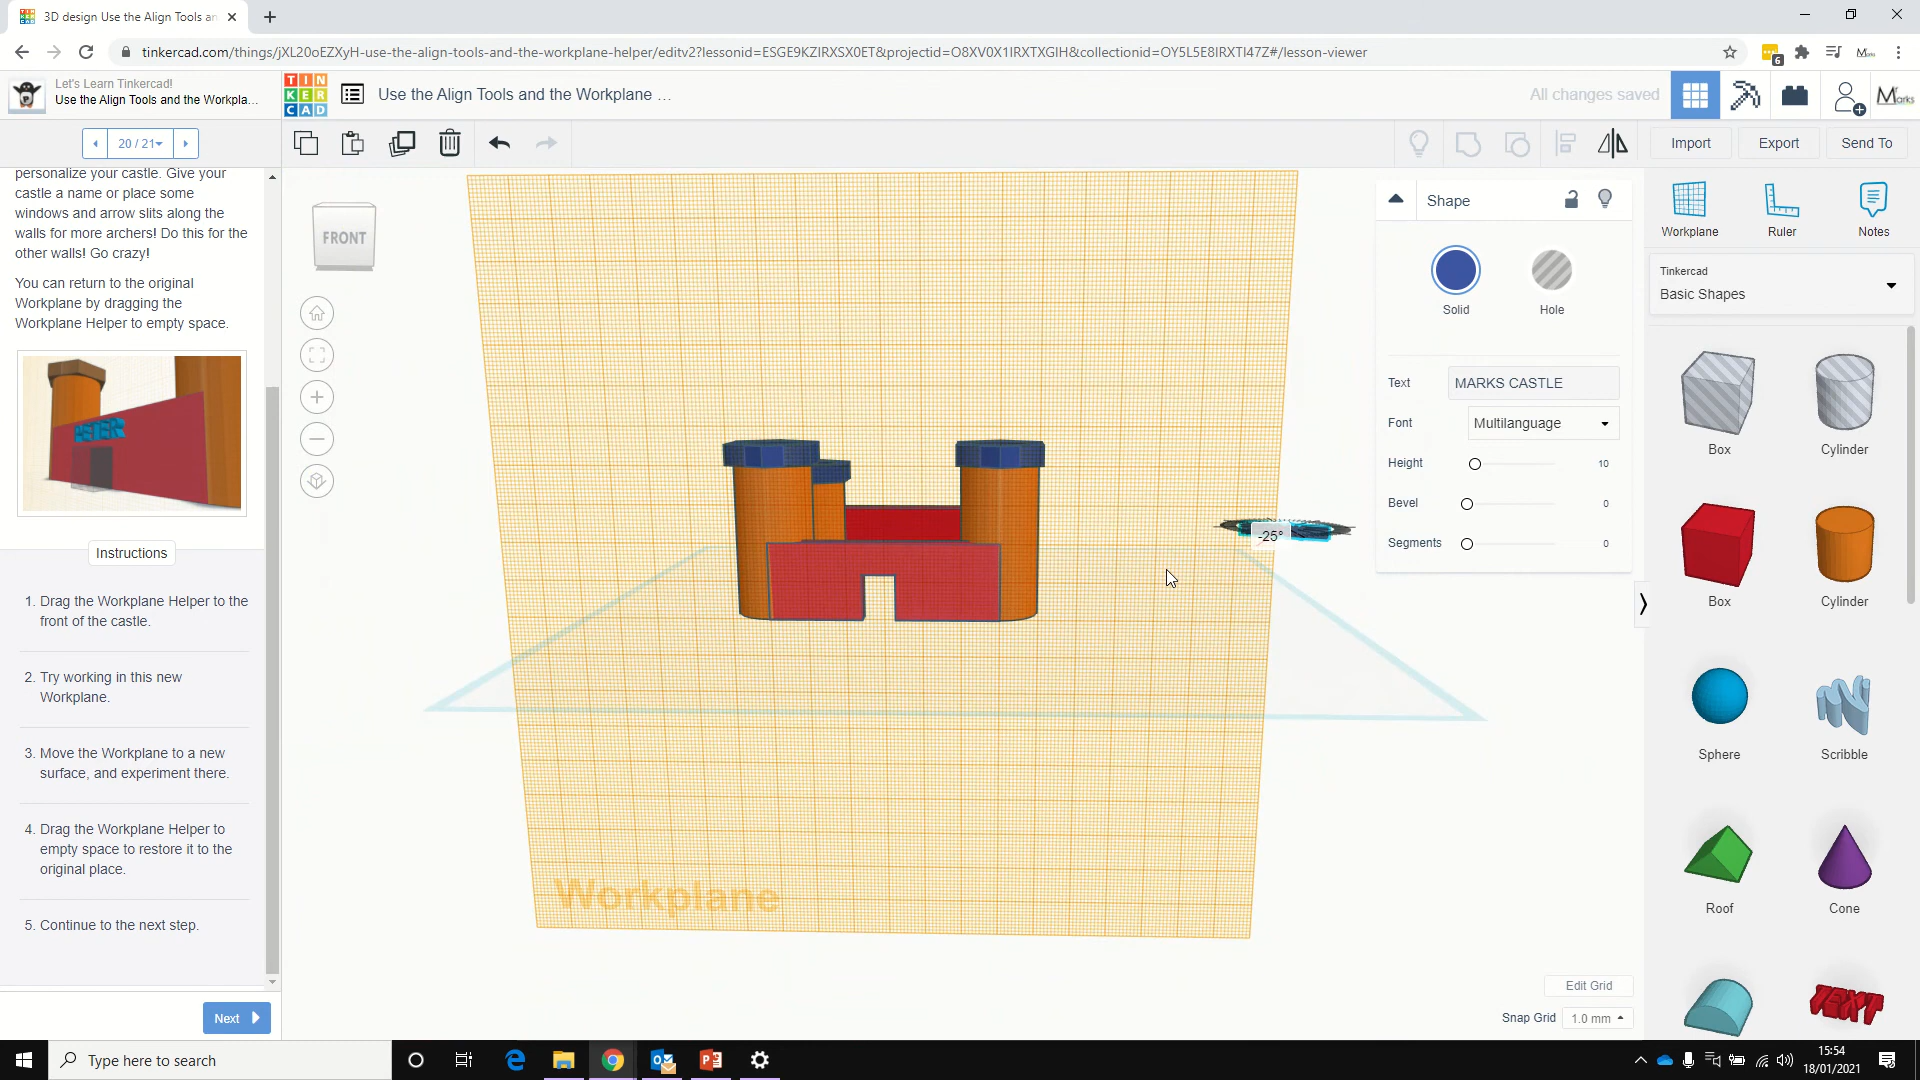 3D design Use the Align Tools an
tinkercad.com/things/jXL20oEZXyH-use-the-align-tools-and-the-workplane-helper/editv2?lessonid=ESGE9KZIRXSX0ET&projectid=O8XV0X1IRXTXGIH&collectionid=OY5L5E8IRXTI47Z#/lesson-viewer
6
Let's Learn Tinkercad!
Use the Align Tools and the Workpla...
TIN
KER
CAD
Use the Align Tools and the Workplane ...
All changes saved
Marks
20 / 21
Import
Export
Send To
personalize your castle. Give your
castle a name or place some
windows and arrow slits along the
walls for more archers! Do this for the
other walls! Go crazy!
You can return to the original
Workplane by dragging the
Workplane Helper to empty space.
PETER
Instructions
1. Drag the Workplane Helper to the
front of the castle.
2. Try working in this new
Workplane.
3. Move the Workplane to a new
surface, and experiment there.
4. Drag the Workplane Helper to
empty space to restore it to the
original place.
5. Continue to the next step.
Next
FRONT
-25°
Workplane
Shape
Solid
Hole
Text
MARKS CASTLE
Font
Multilanguage
Height
10
Bevel
0
Segments
0
Edit Grid
Snap Grid
1.0 mm
Workplane
Ruler
Notes
Tinkercad
Basic Shapes
Box
Cylinder
Box
Cylinder
Sphere
Scribble
Roof
Cone
TEXT
Type here to search
15:54
18/01/2021